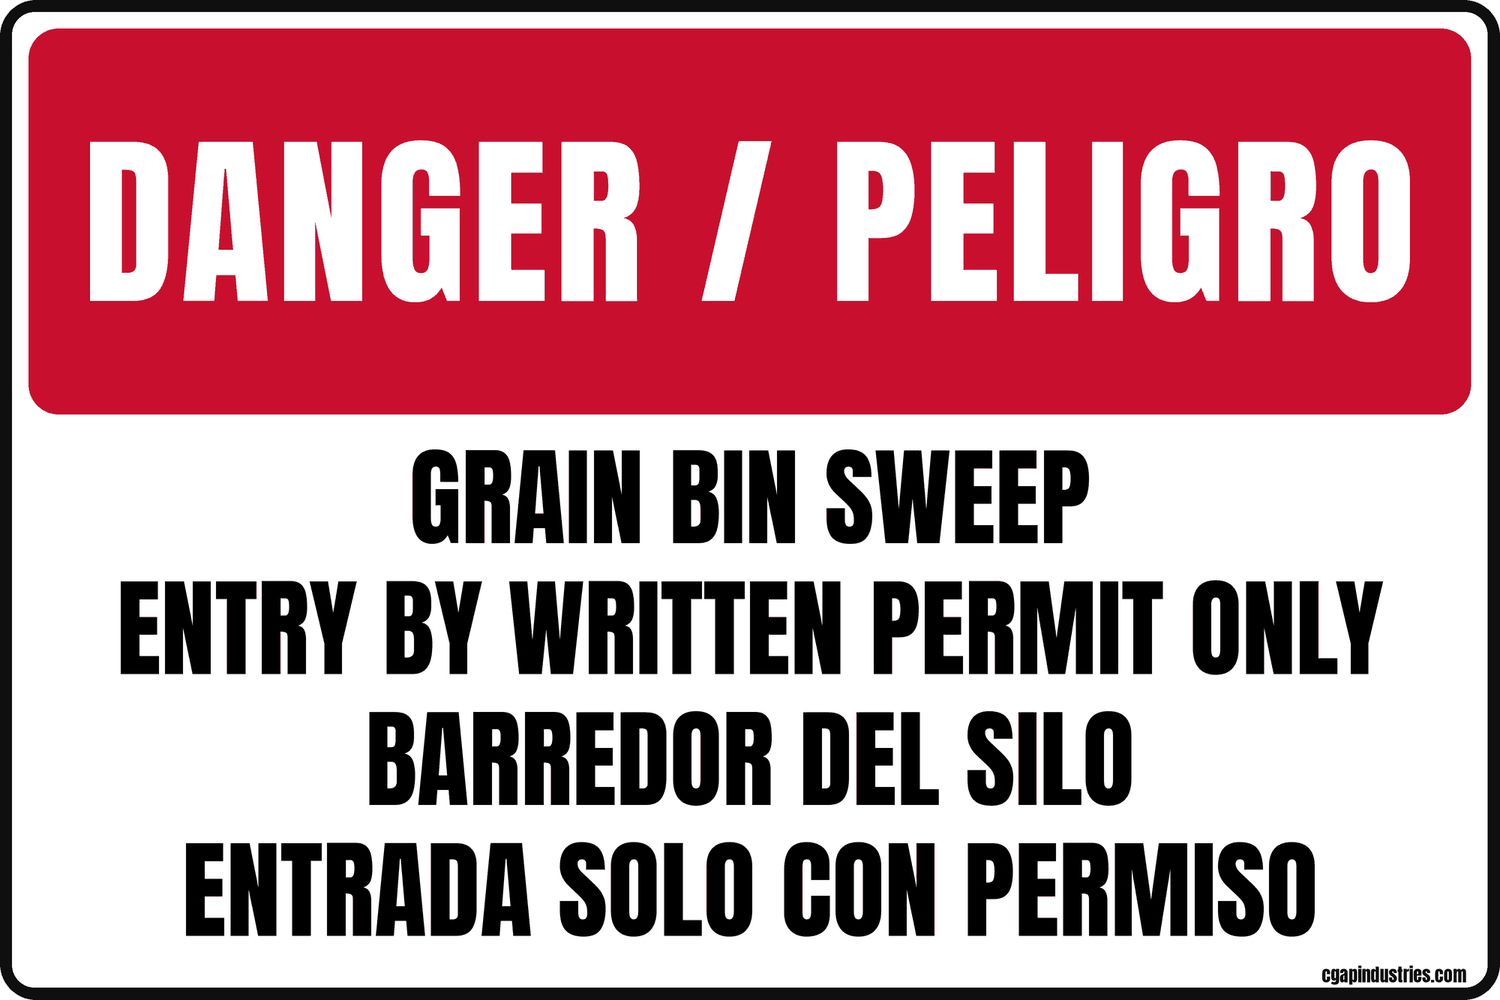 DANGER / PELIGRO
GRAIN BIN SWEEP
ENTRY BY WRITTEN PERMIT ONLY
BARREDOR DEL SILO
ENTRADA SOLO CON PERMISO
cgapindustries.com